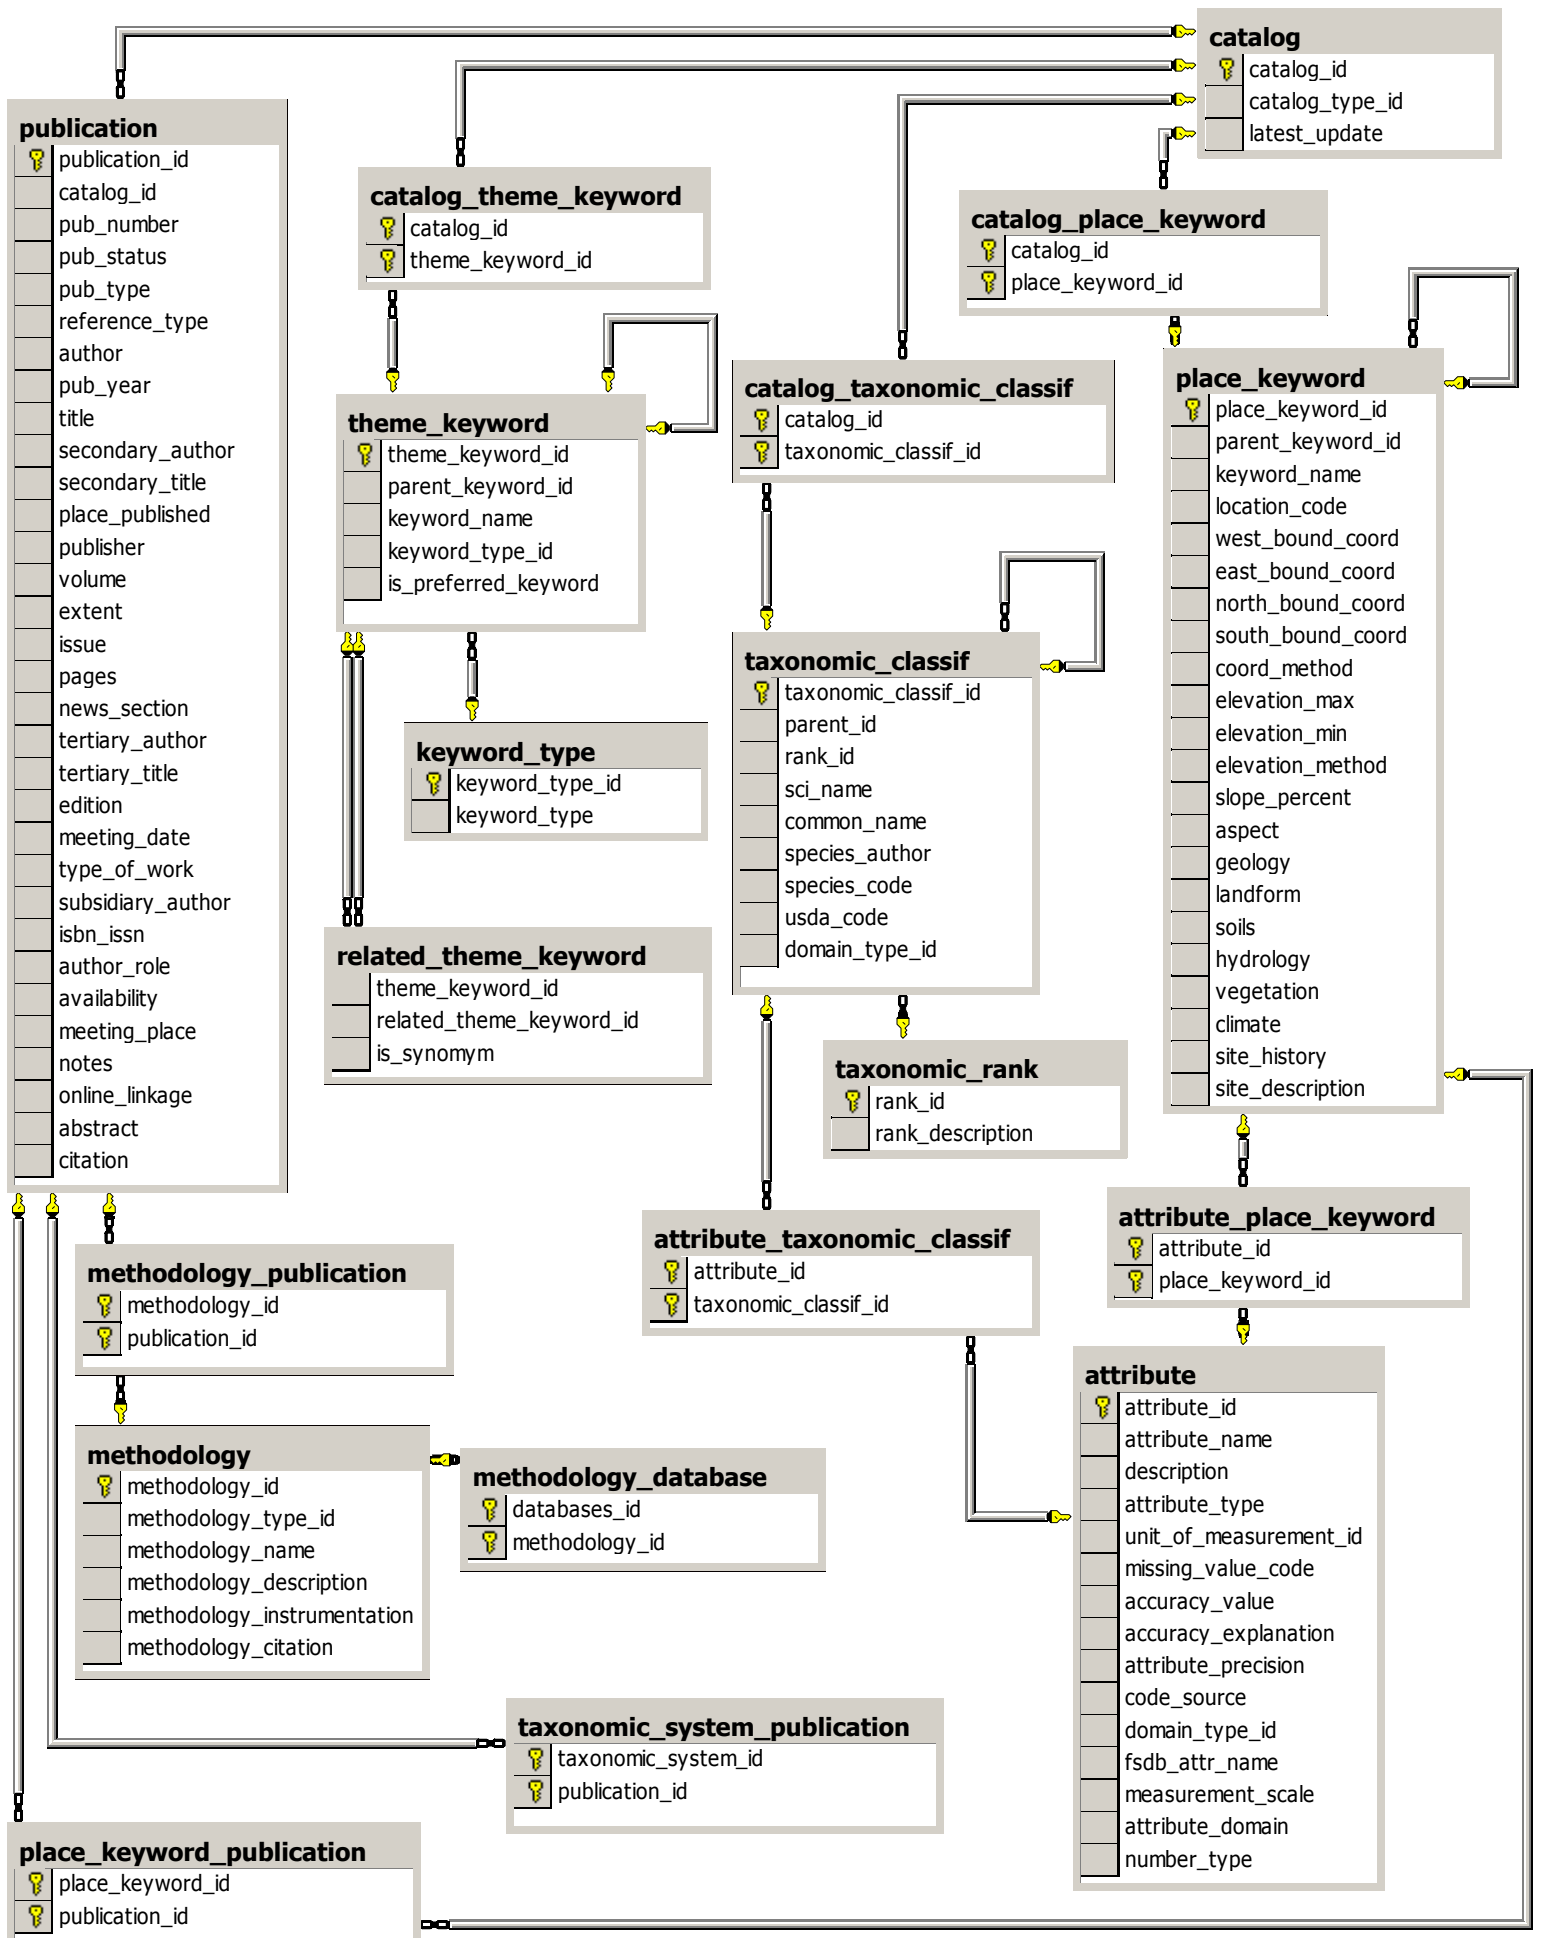 catalog
catalog_id
catalog_type_id
latest_update
publication
publication_id
catalog_id
pub_number
pub_status
pub_type
reference_type
author
pub_year
title
secondary_author
secondary_title
place_published
publisher
volume
extent
issue
pages
news_section
tertiary_author
tertiary_title
edition
meeting_date
type_of_work
subsidiary_author
isbn_issn
author_role
availability
meeting_place
notes
online_linkage
abstract
citation
catalog_theme_keyword
catalog_id
theme_keyword_id
catalog_place_keyword
catalog_id
place_keyword_id
theme_keyword
theme_keyword_id
parent_keyword_id
keyword_name
keyword_type_id
is_preferred_keyword
catalog_taxonomic_classif
catalog_id
taxonomic_classif_id
place_keyword
place_keyword_id
parent_keyword_id
keyword_name
location_code
west_bound_coord
east_bound_coord
north_bound_coord
south_bound_coord
coord_method
elevation_max
elevation_min
elevation_method
slope_percent
aspect
geology
landform
soils
hydrology
vegetation
climate
site_history
site_description
keyword_type
keyword_type_id
keyword_type
taxonomic_classif
taxonomic_classif_id
parent_id
rank_id
sci_name
common_name
species_author
species_code
usda_code
domain_type_id
related_theme_keyword
theme_keyword_id
related_theme_keyword_id
is_synomym
taxonomic_rank
rank_id
rank_description
attribute_taxonomic_classif
attribute_id
taxonomic_classif_id
attribute_place_keyword
attribute_id
place_keyword_id
methodology_publication
methodology_id
publication_id
methodology
methodology_id
methodology_type_id
methodology_name
methodology_description
methodology_instrumentation
methodology_citation
methodology_database
databases_id
methodology_id
attribute
attribute_id
attribute_name
description
attribute_type
unit_of_measurement_id
missing_value_code
accuracy_value
accuracy_explanation
attribute_precision
code_source
domain_type_id
fsdb_attr_name
measurement_scale
attribute_domain
number_type
taxonomic_system_publication
taxonomic_system_id
publication_id
place_keyword_publication
place_keyword_id
publication_id